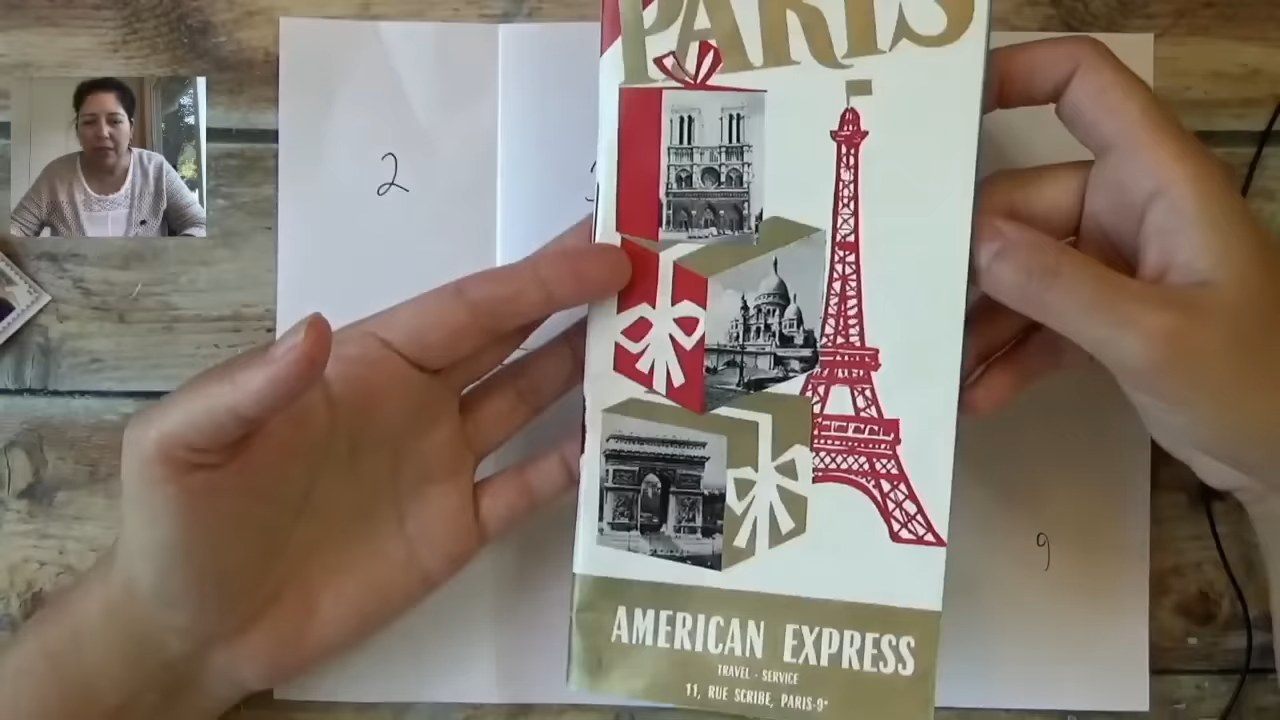 PARIS
2
9
AMERICAN EXPRESS
TRAVEL - SERVICE
11, RUE SCRIBE, PARIS-9ᵉ